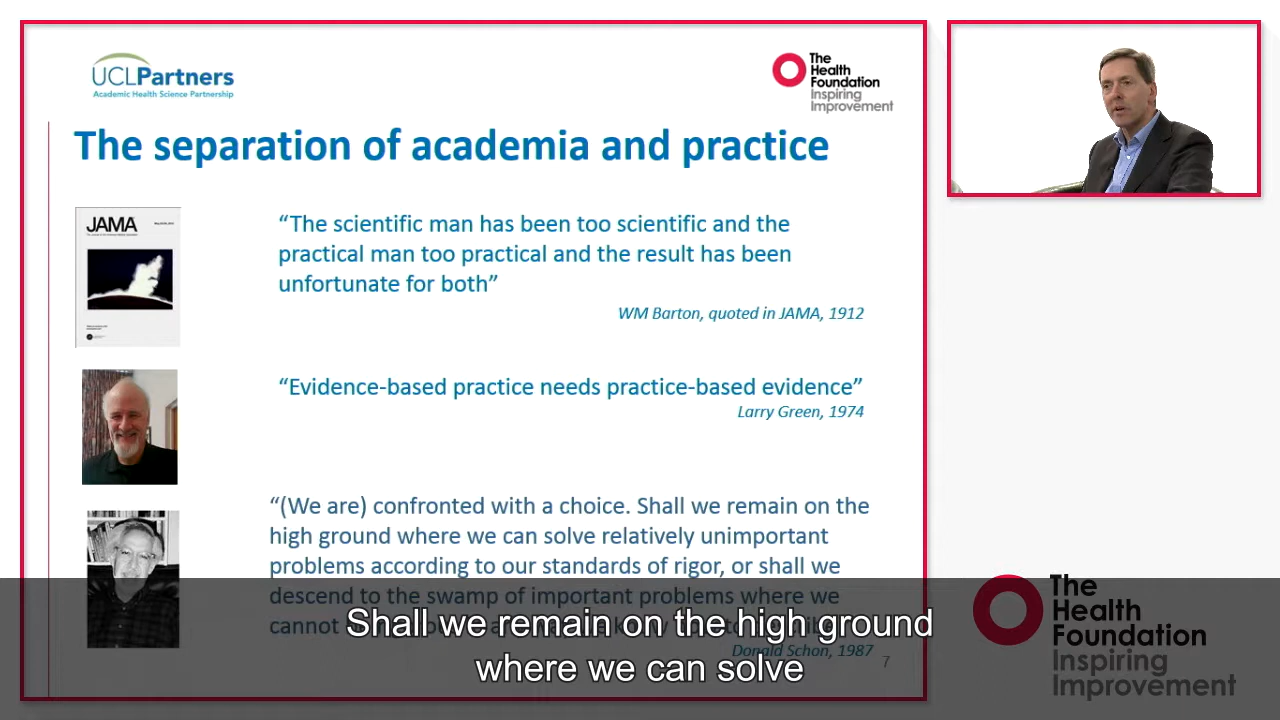 UCLPartners
Academic Health Science Partnership
The
Health
Foundation
Inspiring
Improvement
The separation of academia and practice
JAMA
“The scientific man has been too scientific and the
practical man too practical and the result has been
unfortunate for both”
WM Barton, quoted in JAMA, 1912
“Evidence-based practice needs practice-based evidence”
Larry Green, 1974
“(We are) confronted with a choice. Shall we remain on the
high ground where we can solve relatively unimportant
problems according to our standards of rigor, or shall we
descend to the swamp of important problems where we
cannot
Donald Schon, 1987
7
Shall we remain on the high ground
where we can solve
The
Health
Foundation
Inspiring
Improvement